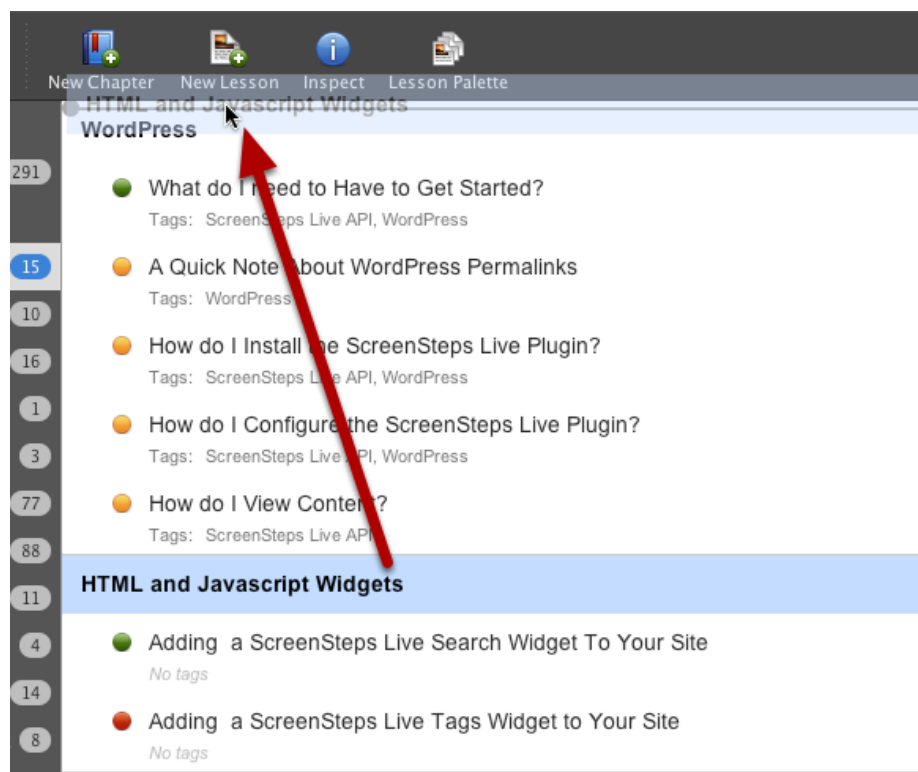 New Chapter New Lesson Inspect Lesson Palette
HTML and Javascript Widgets
WordPress
291
What do I need to Have to Get Started?
Tags: ScreenSteps Live API, WordPress
15
A Quick Note About WordPress Permalinks
Tags: WordPress
10
How do I Install the ScreenSteps Live Plugin?
16
Tags: ScreenSteps Live API, WordPress
1
How do I Configure the ScreenSteps Live Plugin?
3
Tags: ScreenSteps Live API, WordPress
77
How do I View Content?
Tags: ScreenSteps Live API
88
HTML and Javascript Widgets
11
4
Adding a ScreenSteps Live Search Widget To Your Site
No tags
14
Adding a ScreenSteps Live Tags Widget to Your Site
8
No tags